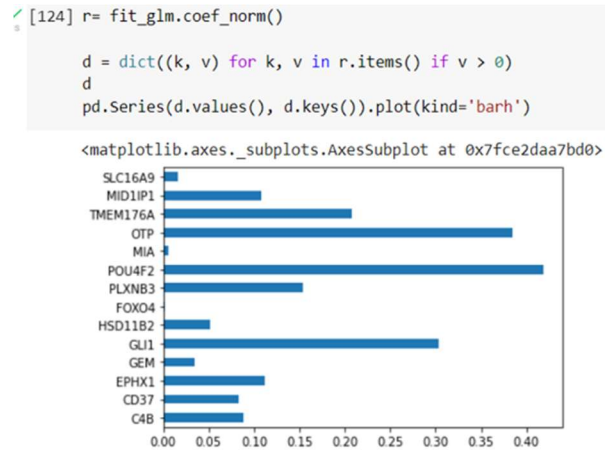 [124] r= fit_glm.coef_norm()
d = dict((k, v) for k, v in r.items() if v > 0)
d
pd.Series(d.values(), d.keys()).plot(kind='barh')
<matplotlib.axes._subplots.AxesSubplot at 0x7fce2daa7bd0>
SLC16A9
MID1IP1
TMEM176A
OTP
MIA
POU4F2
PLXNB3
FOXO4
HSD11B2
GLI1
GEM
EPHX1
CD37
C4B
0.00 0.05 0.10 0.15 0.20 0.25 0.30 0.35 0.40